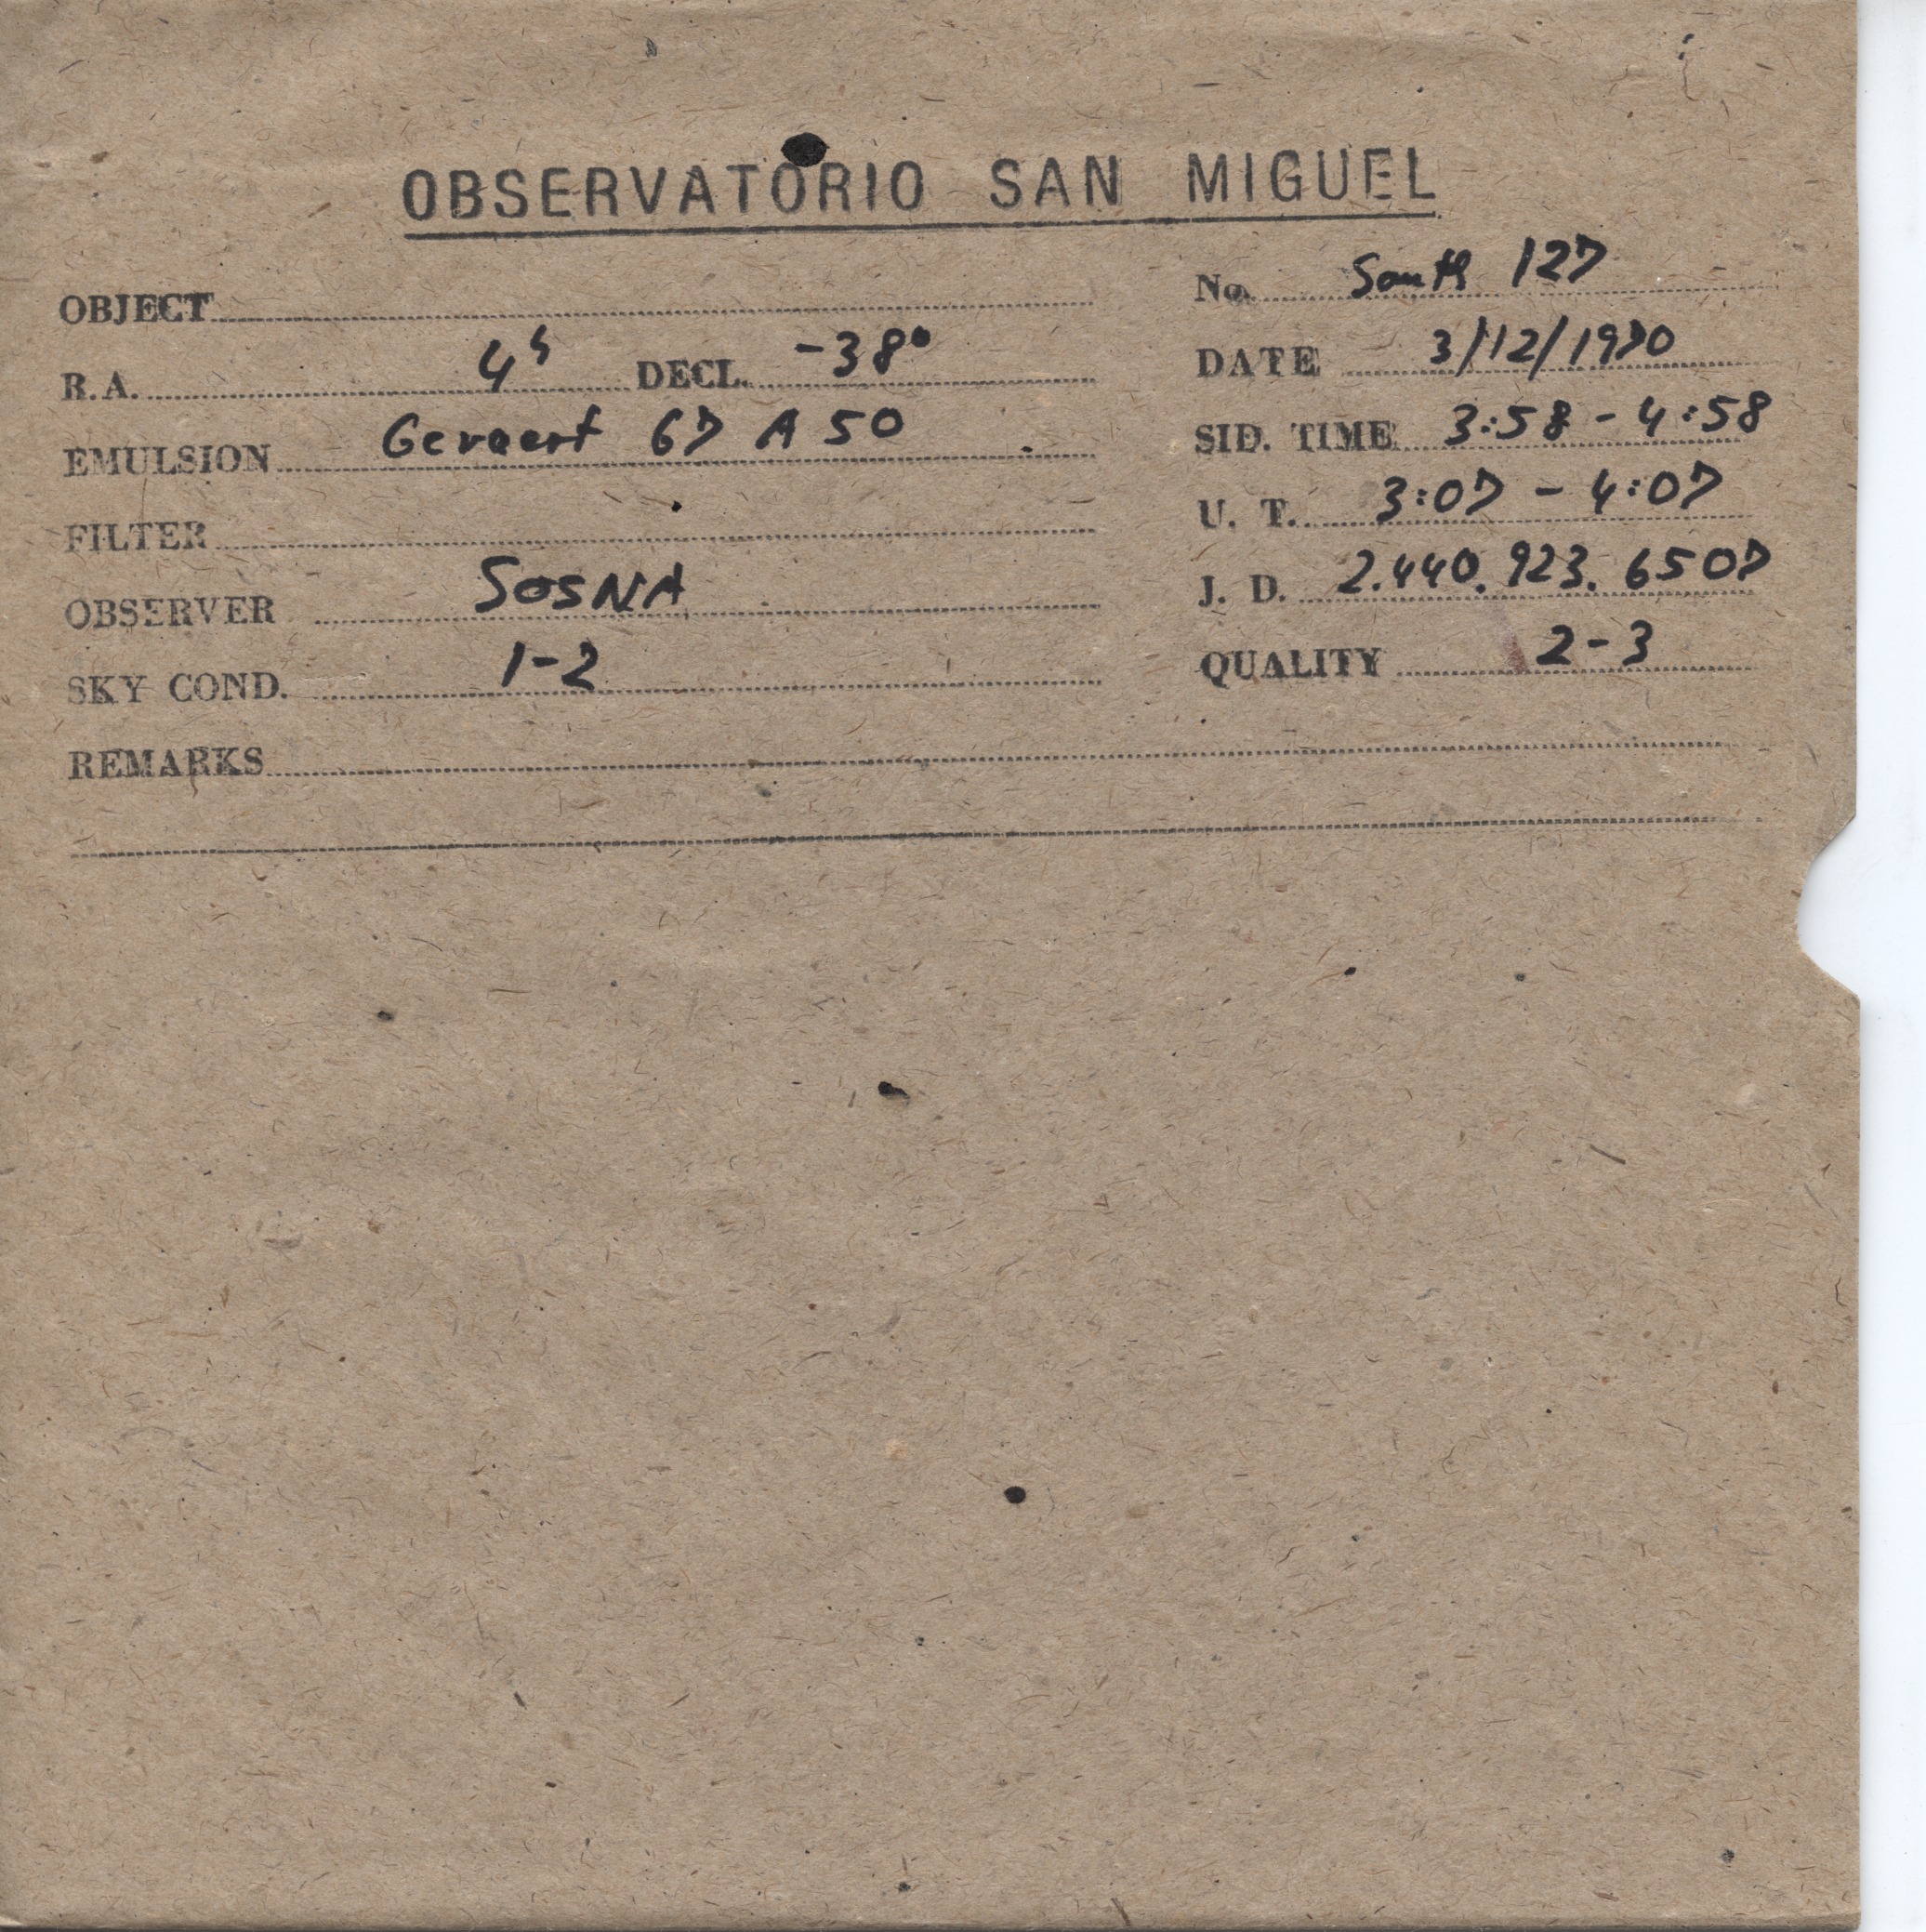 OBSERVATORIO SAN MIGUEL
OBJECT
No. South 127
R.A. 4h DECL. -38°
DATE 3/12/1970
EMULSION Gevaert 67 A 50
SID. TIME 3:58 - 4:58
FILTER
U. T. 3:07 - 4:07
OBSERVER SOSNA
J. D. 2.440.923.6507
SKY COND. 1-2
QUALITY 2-3
REMARKS